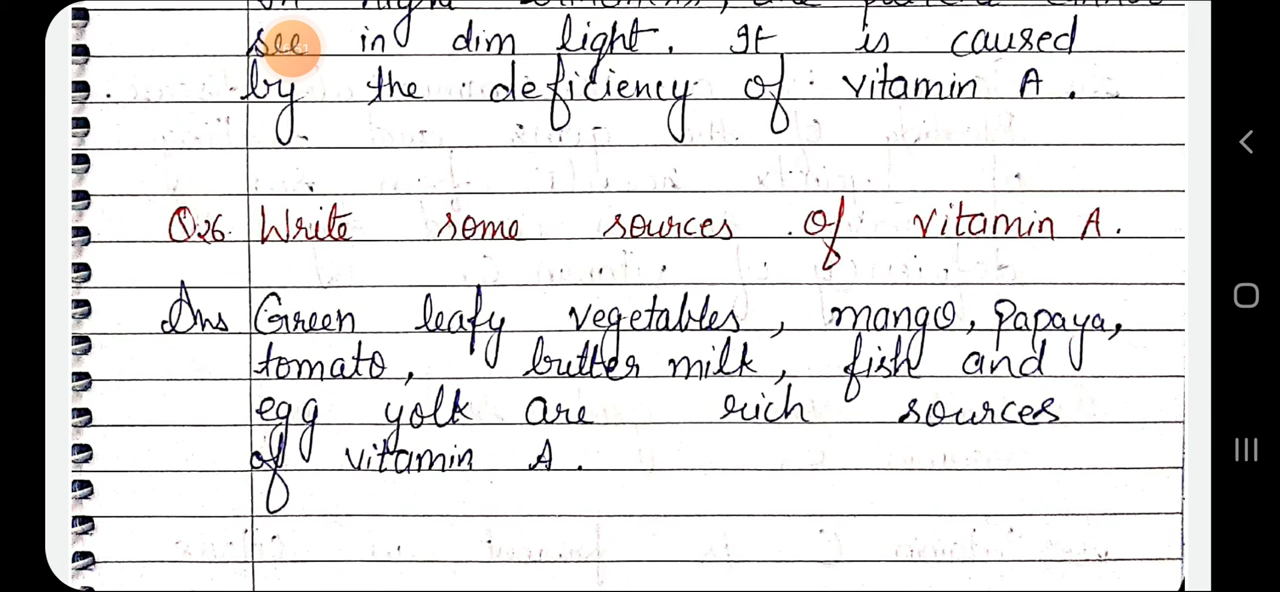 see in dim light. It is caused
by the deficiency of vitamin A.
Q.26. Write some sources of vitamin A.
Ans Green leafy vegetables, mango, Papaya,
tomato, butter milk, fish and
egg yolk are rich sources
of vitamin A.